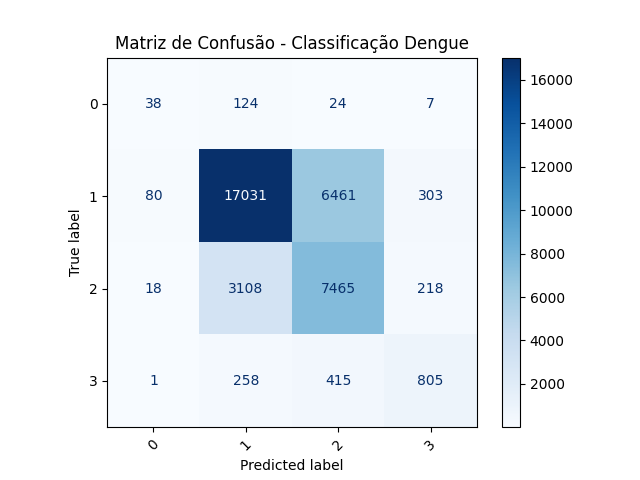 Matriz de Confusão - Classificação Dengue
True label
0 38 124 24 7
1 80 17031 6461 303
2 18 3108 7465 218
3 1 258 415 805
0 1 2 3
Predicted label
16000
14000
12000
10000
8000
6000
4000
2000